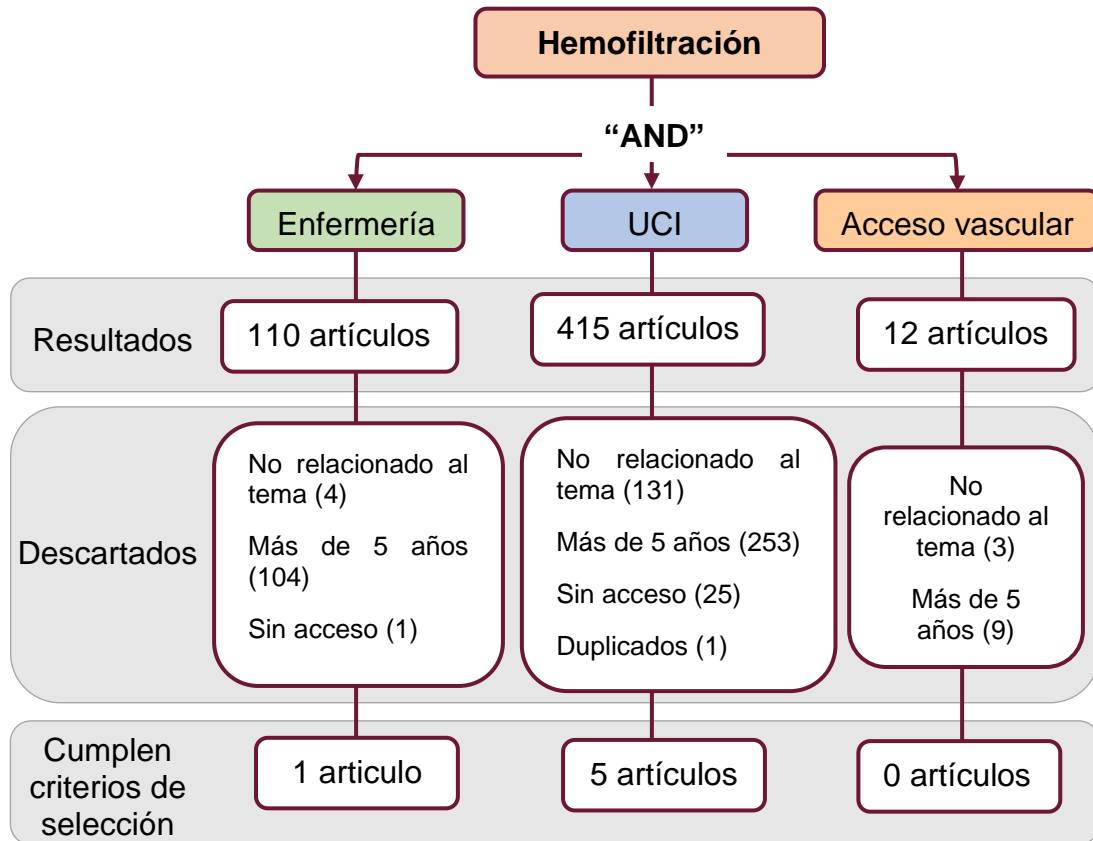 Hemofiltración
“AND”
Enfermería
UCI
Acceso vascular
Resultados
110 artículos
415 artículos
12 artículos
Descartados
No relacionado al
tema (4)
Más de 5 años
(104)
Sin acceso (1)
No relacionado al
tema (131)
Más de 5 años (253)
Sin acceso (25)
Duplicados (1)
No
relacionado al
tema (3)
Más de 5
años (9)
Cumplen
criterios de
selección
1 articulo
5 artículos
0 artículos